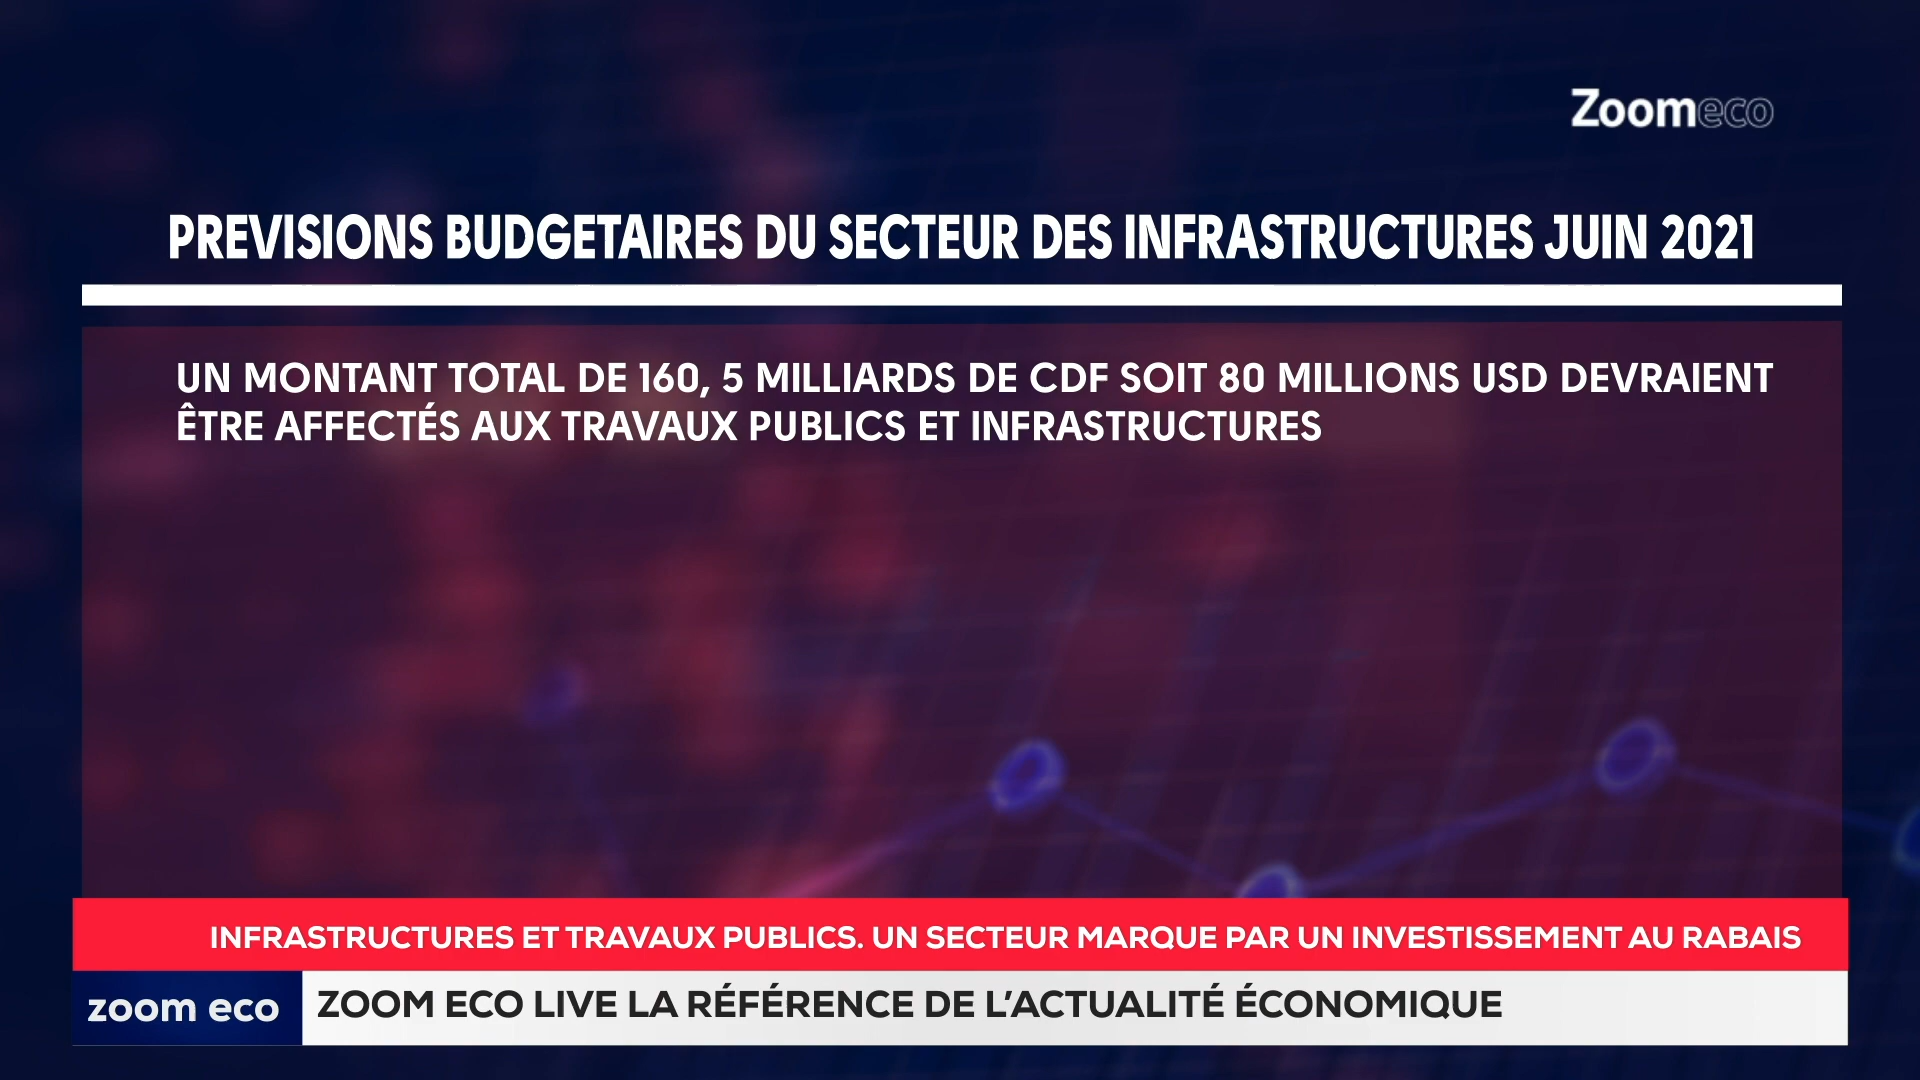 Zoomeco
PREVISIONS BUDGETAIRES DU SECTEUR DES INFRASTRUCTURES JUIN 2021
UN MONTANT TOTAL DE 160, 5 MILLIARDS DE CDF SOIT 80 MILLIONS USD DEVRAIENT
ÊTRE AFFECTÉS AUX TRAVAUX PUBLICS ET INFRASTRUCTURES
INFRASTRUCTURES ET TRAVAUX PUBLICS. UN SECTEUR MARQUE PAR UN INVESTISSEMENT AU RABAIS
zoom eco
ZOOM ECO LIVE LA RÉFÉRENCE DE L'ACTUALITÉ ÉCONOMIQUE